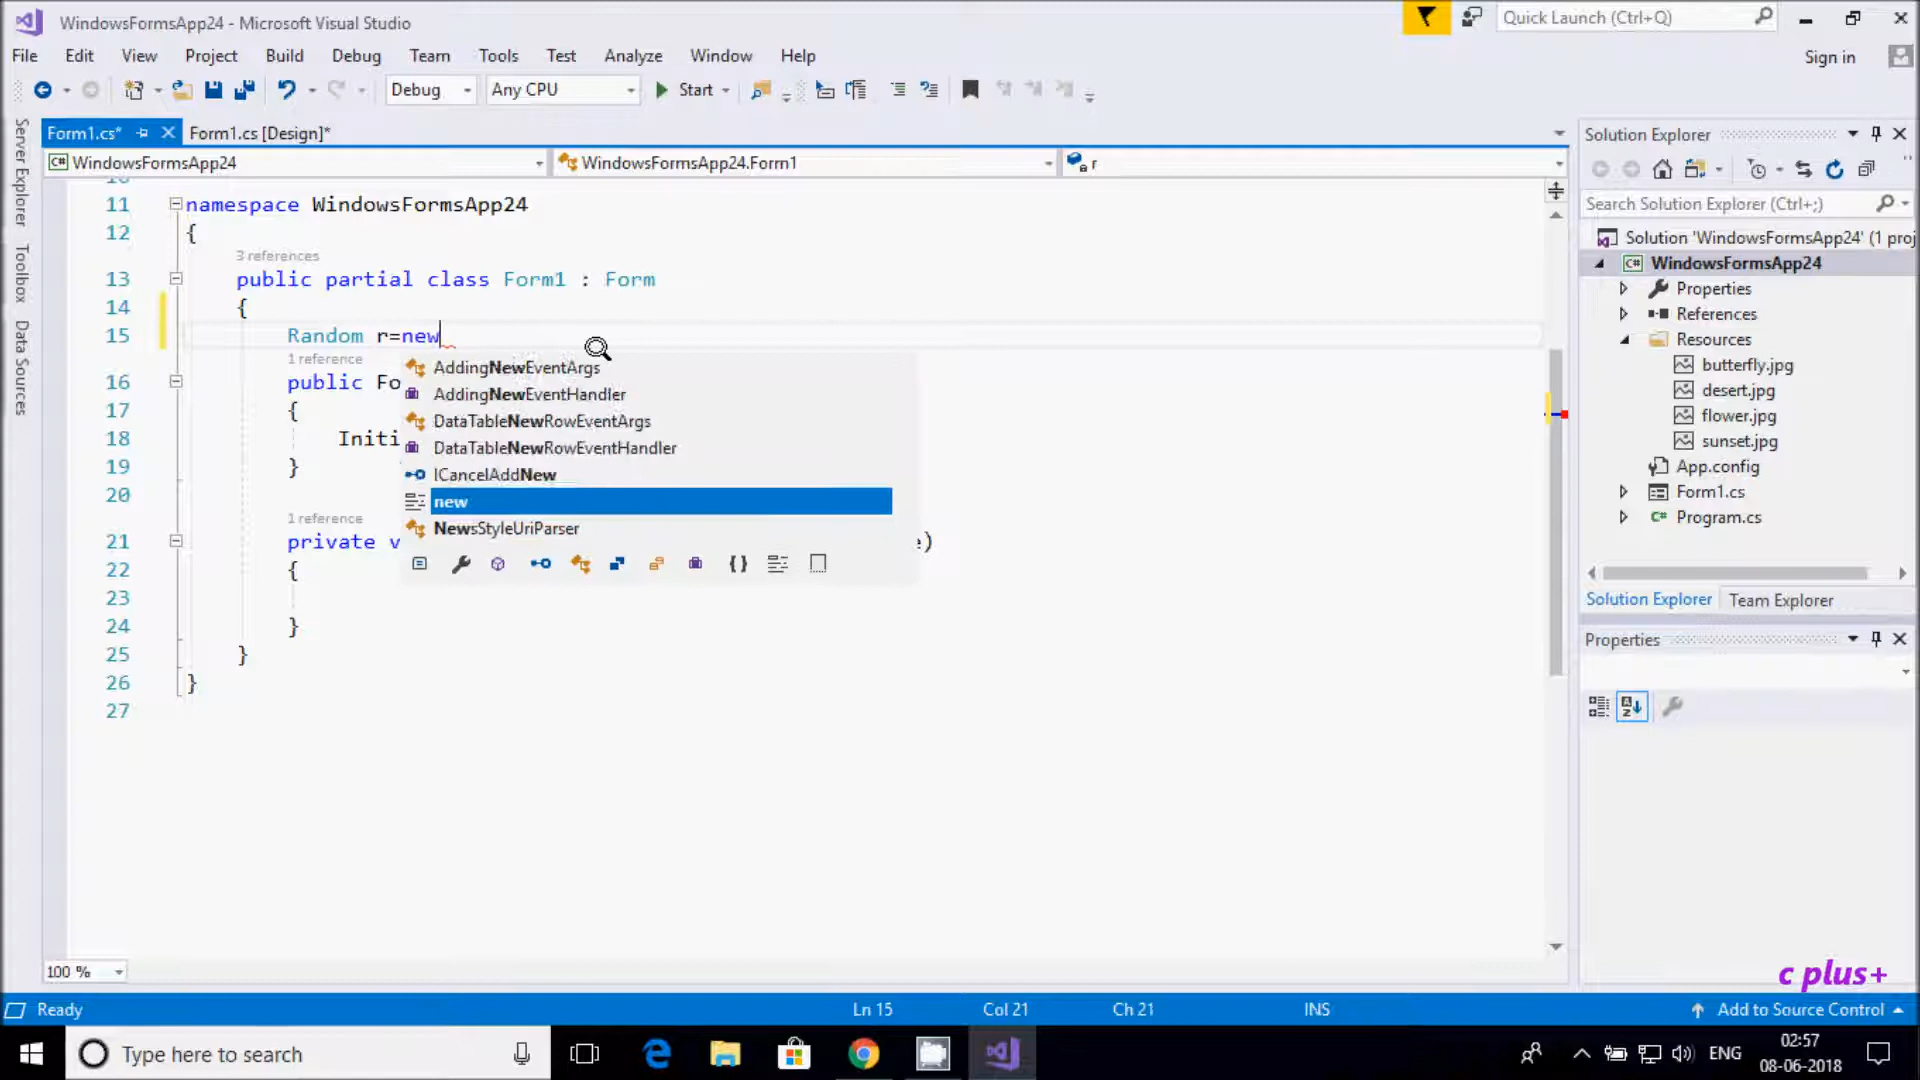 WindowsFormsApp24 - Microsoft Visual Studio
Quick Launch (Ctrl+Q)
File Edit View Project Build Debug Team Tools Test Analyze Window Help
Sign in
Debug Any CPU Start
Form1.cs* Form1.cs [Design]*
WindowsFormsApp24 WindowsFormsApp24.Form1 r
Server Explorer
Toolbox
Data Sources
11 namespace WindowsFormsApp24
12 {
3 references
13 public partial class Form1 : Form
14 {
15 Random r=new
1 reference
16 public Fo
17 {
18 Initi
19 }
20
1 reference
21 private v e)
22 {
23
24 }
25 }
26 }
27
AddingNewEventArgs
AddingNewEventHandler
DataTableNewRowEventArgs
DataTableNewRowEventHandler
ICancelAddNew
new
NewsStyleUriParser
100 %
Solution Explorer
Search Solution Explorer (Ctrl+;)
Solution 'WindowsFormsApp24' (1 proj
WindowsFormsApp24
Properties
References
Resources
butterfly.jpg
desert.jpg
flower.jpg
sunset.jpg
App.config
Form1.cs
Program.cs
Solution Explorer Team Explorer
Properties
c plus+
Ready Ln 15 Col 21 Ch 21 INS Add to Source Control
Type here to search
ENG
02:57
08-06-2018